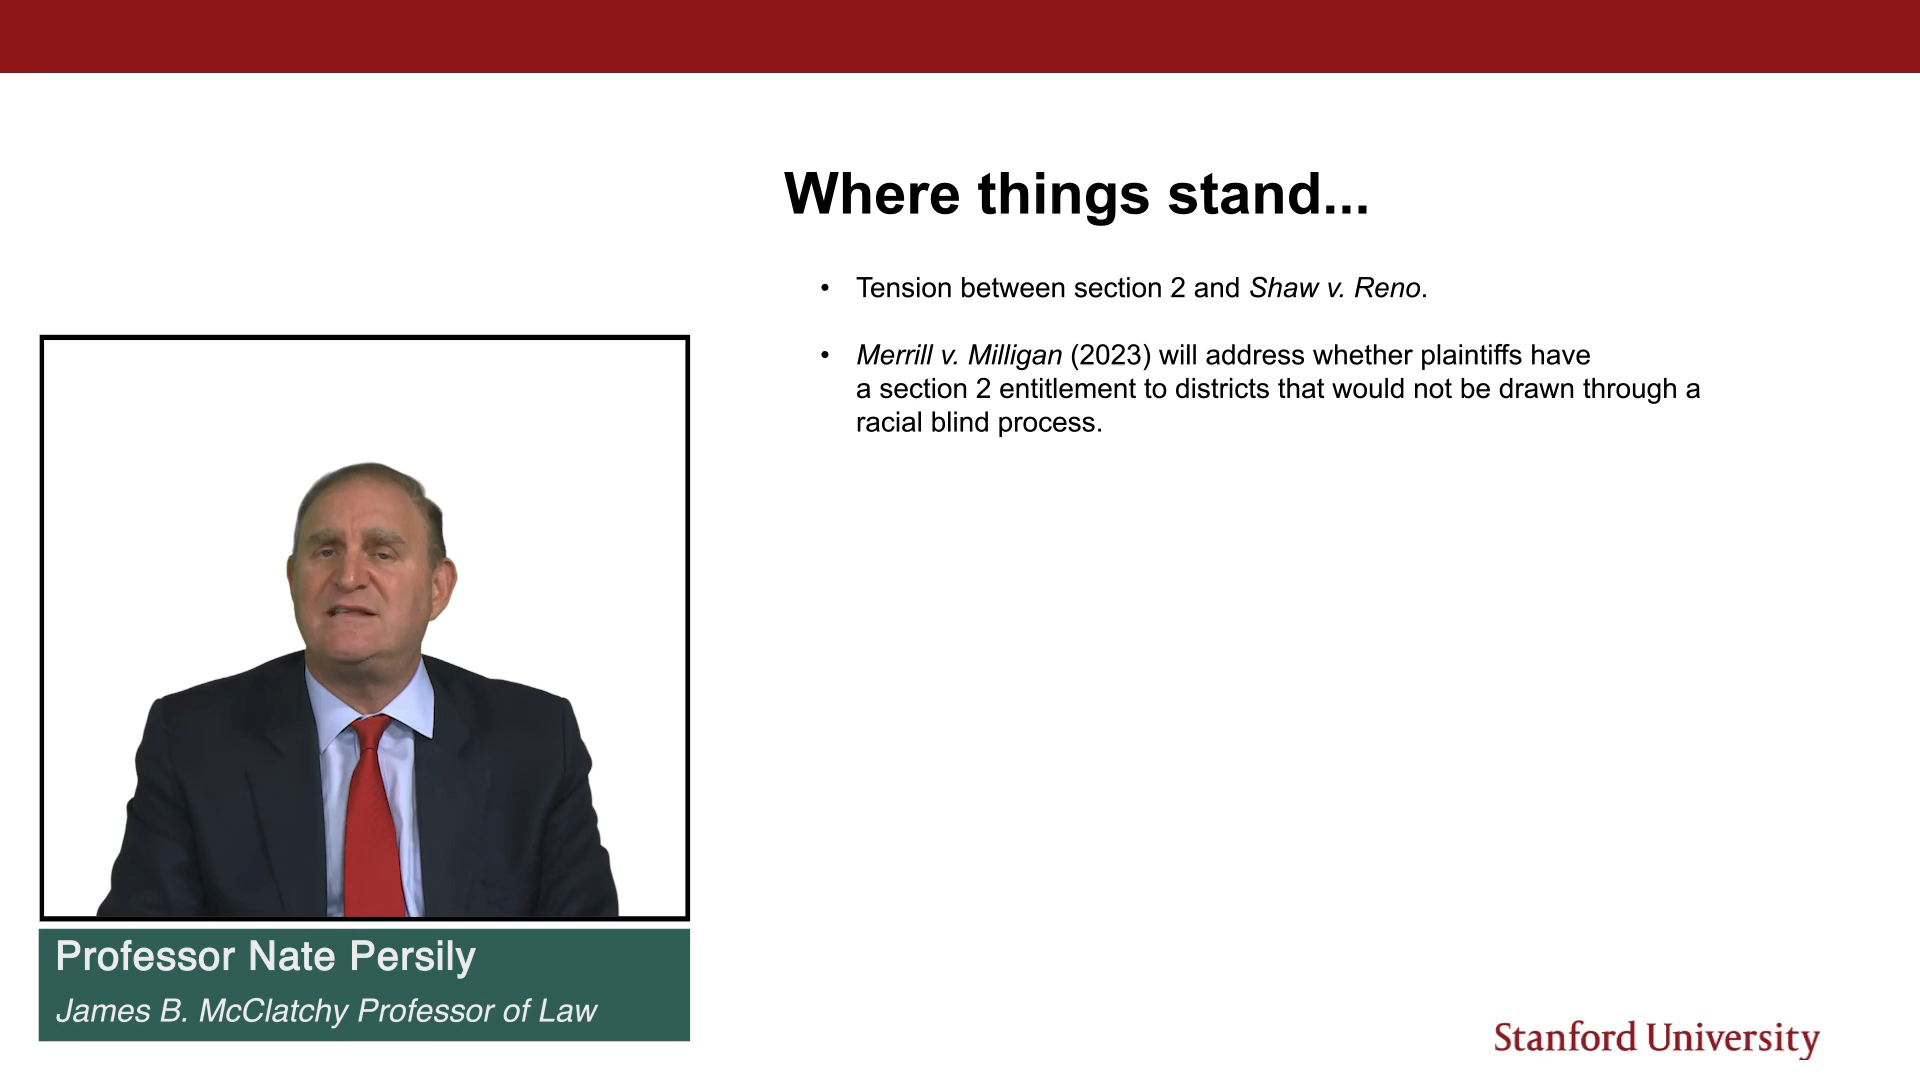 Where things stand...
• Tension between section 2 and Shaw v. Reno.
• Merrill v. Milligan (2023) will address whether plaintiffs have
a section 2 entitlement to districts that would not be drawn through a
racial blind process.
Professor Nate Persily
James B. McClatchy Professor of Law
Stanford University